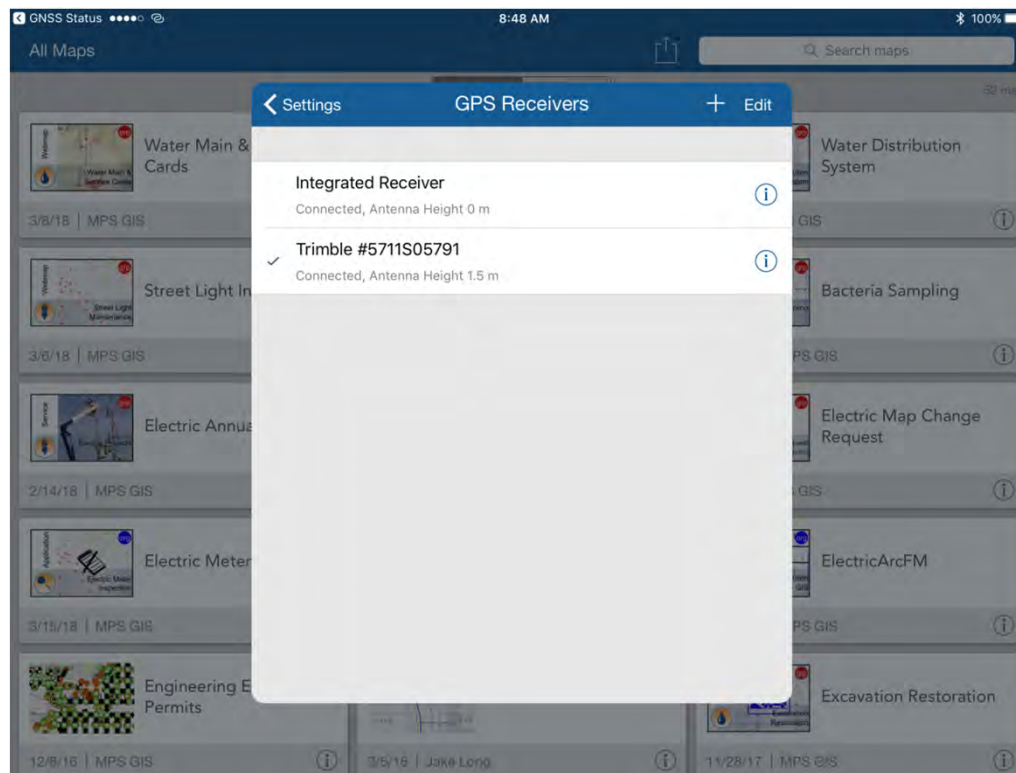 GNSS Status
8:48 AM
100%
All Maps
Search maps
Settings
GPS Receivers
Edit
Integrated Receiver
Connected, Antenna Height 0 m
Trimble #5711S05791
Connected, Antenna Height 1.5 m
Water Main &
Cards
3/8/18 | MPS GIS
Water Distribution
System
GIS
Street Light In
3/6/18 | MPS GIS
Bacteria Sampling
PS GIS
Electric Annua
2/14/18 | MPS GIS
Electric Map Change
Request
GIS
Electric Meter
3/15/18 | MPS GIS
ElectricArcFM
PS GIS
Engineering E
Permits
12/8/16 | MPS GIS
3/5/16 | Jake Long
Excavation Restoration
11/28/17 | MPS GIS